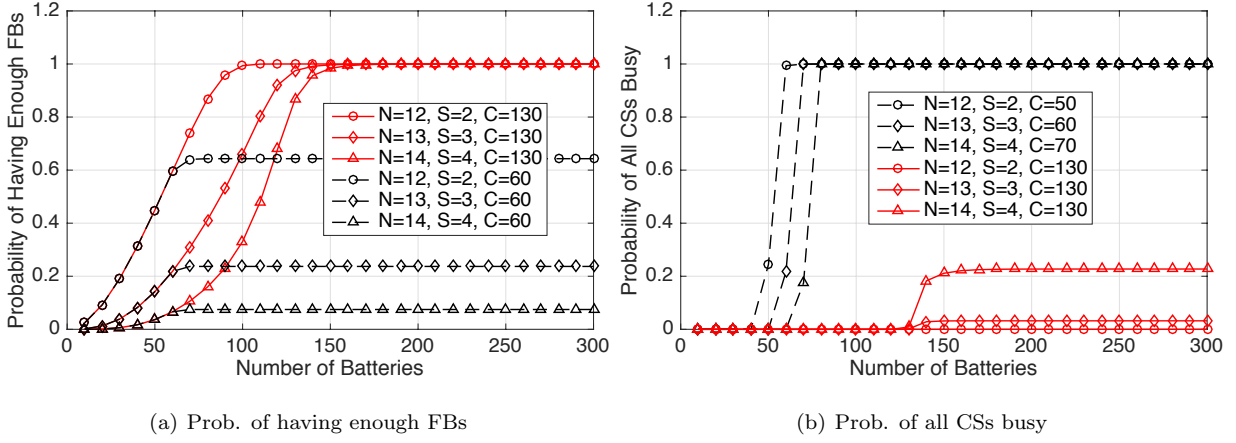 Probability of Having Enough FBs
1.2
1
0.8
0.6
0.4
0.2
0
N=12, S=2, C=130
N=13, S=3, C=130
N=14, S=4, C=130
N=12, S=2, C=60
N=13, S=3, C=60
N=14, S=4, C=60
0 50 100 150 200 250 300
Number of Batteries
(a) Prob. of having enough FBs
Probability of All CSs Busy
1.2
1
0.8
0.6
0.4
0.2
0
N=12, S=2, C=50
N=13, S=3, C=60
N=14, S=4, C=70
N=12, S=2, C=130
N=13, S=3, C=130
N=14, S=4, C=130
0 50 100 150 200 250 300
Number of Batteries
(b) Prob. of all CSs busy